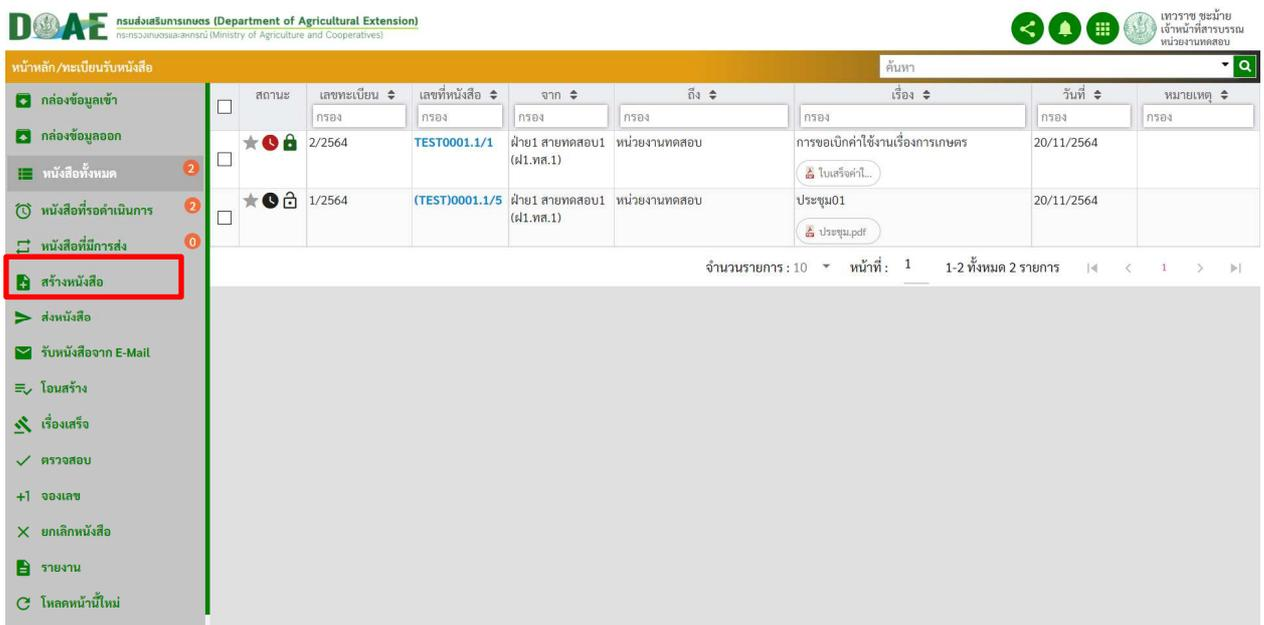 DOAE
กรมส่งเสริมการเกษตร (Department of Agricultural Extension)
กระทรวงเกษตรและสหกรณ์ (Ministry of Agriculture and Cooperatives)
เทวราช ชะม้าย
เจ้าหน้าที่สารบรรณ
หน่วยงานทดสอบ
หน้าหลัก/ทะเบียนรับหนังสือ
ค้นหา
กล่องข้อมูลเข้า
กล่องข้อมูลออก
หนังสือทั้งหมด 2
หนังสือที่รอดำเนินการ 2
หนังสือที่มีการส่ง 0
สร้างหนังสือ
ส่งหนังสือ
รับหนังสือจาก E-Mail
โอนสร้าง
เรื่องเสร็จ
ตรวจสอบ
+1 จองเลข
ยกเลิกหนังสือ
รายงาน
โหลดหน้านี้ใหม่
สถานะ เลขทะเบียน เลขที่หนังสือ จาก ถึง เรื่อง วันที่ หมายเหตุ
กรอง กรอง กรอง กรอง กรอง กรอง กรอง
2/2564 TEST0001.1/1 ฝ่าย1 สายทดสอบ1 หน่วยงานทดสอบ การขอเบิกค่าใช้งานเรื่องการเกษตร 20/11/2564
(ฝ1.ทส.1)
ใบเสร็จค่าใ...
1/2564 (TEST)0001.1/5 ฝ่าย1 สายทดสอบ1 หน่วยงานทดสอบ ประชุม01 20/11/2564
(ฝ1.ทส.1)
ประชุม.pdf
จำนวนรายการ : 10 หน้าที่ : 1 1-2 ทั้งหมด 2 รายการ |< < 1 > >|